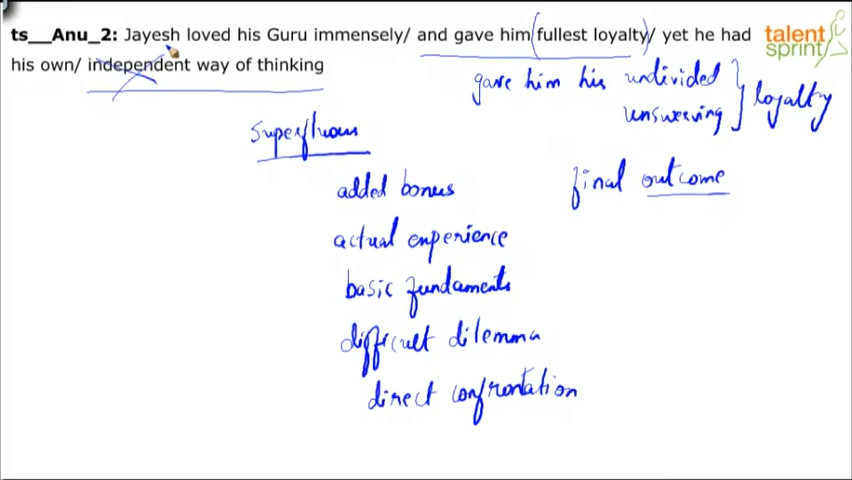 ts__Anu_2: Jayesh loved his Guru immensely/ and gave him fullest loyalty/ yet he had
his own/ independent way of thinking
talent
sprint
gave him his undivided
unswerving
loyalty
superfluous
added bonus
final outcome
actual experience
basic fundaments
difficult dilemma
direct confrontation